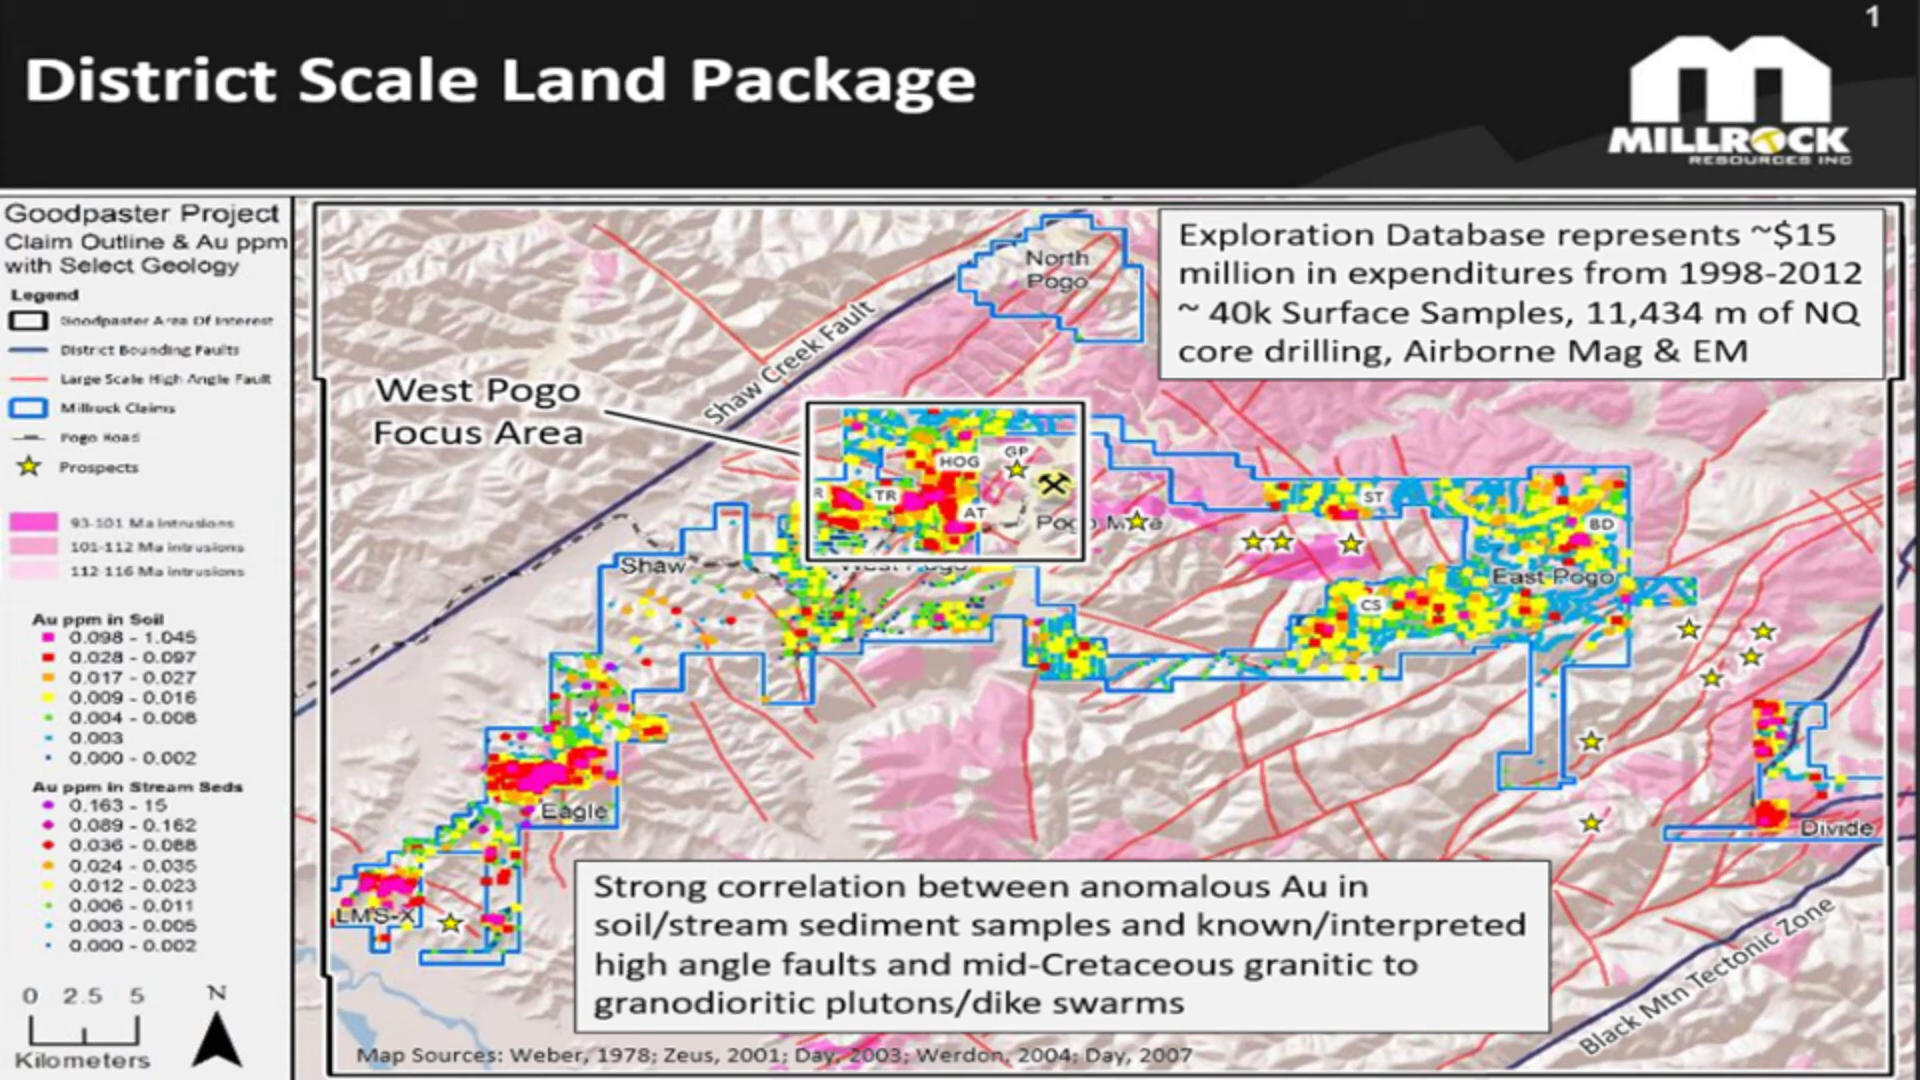 1
District Scale Land Package
MILLROCK
RESOURCES INC
Goodpaster Project
Claim Outline & Au ppm
with Select Geology
Legend
Goodpaster Area Of Interest
District Bounding Faults
Large Scale High Angle Fault
Millrock Claims
Pogo Road
Prospects
93-101 Ma intrusions
101-112 Ma intrusions
112-116 Ma intrusions
Au ppm in Soil
0.098 - 1.045
0.028 - 0.097
0.017 - 0.027
0.009 - 0.016
0.004 - 0.008
0.003
0.000 - 0.002
Au ppm in Stream Seds
0.163 - 15
0.089 - 0.162
0.036 - 0.088
0.024 - 0.035
0.012 - 0.023
0.006 - 0.011
0.003 - 0.005
0.000 - 0.002
0 2.5 5
Kilometers
N
Exploration Database represents ~$15
million in expenditures from 1998-2012
~ 40k Surface Samples, 11,434 m of NQ
core drilling, Airborne Mag & EM
North
Pogo
Shaw Creek Fault
West Pogo
Focus Area
HOG
GP
R
TR
AT
Pogo Mine
West Pogo
Shaw
ST
BD
East Pogo
CS
Eagle
LMS-X
Divide
Black Mtn Tectonic Zone
Strong correlation between anomalous Au in
soil/stream sediment samples and known/interpreted
high angle faults and mid-Cretaceous granitic to
granodioritic plutons/dike swarms
Map Sources: Weber, 1978; Zeus, 2001; Day, 2003; Werdon, 2004; Day, 2007